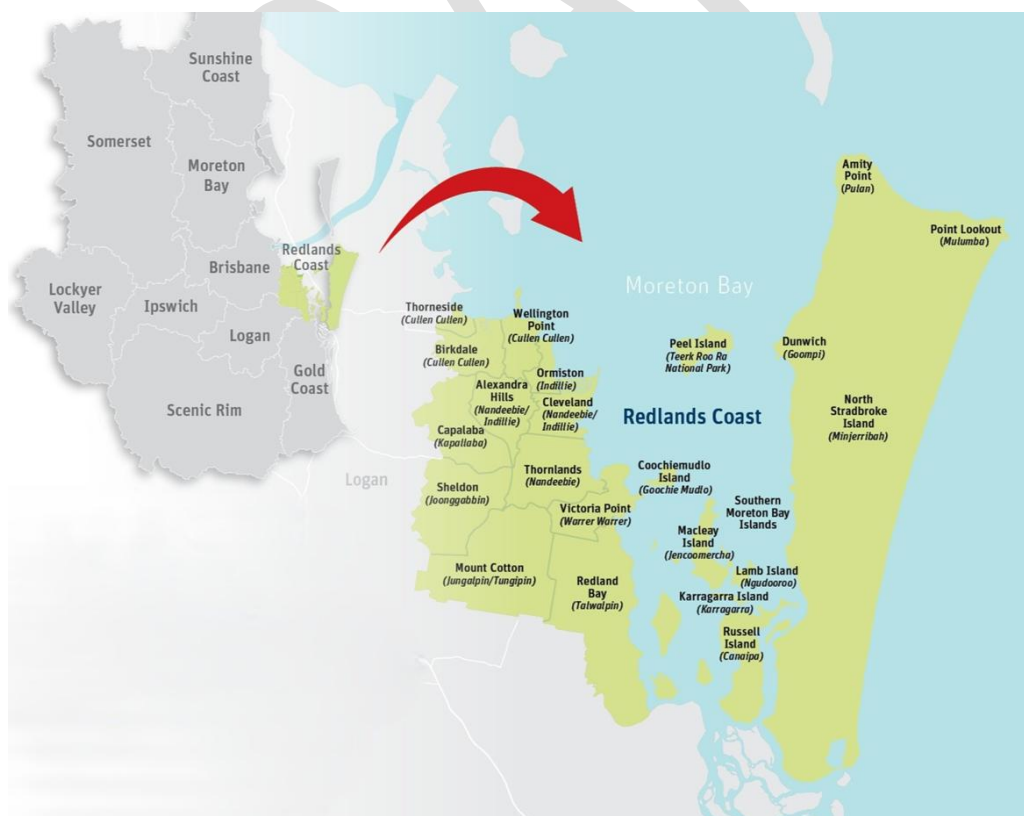 Sunshine
Coast
Somerset
Moreton
Bay
Redlands
Coast
Brisbane
Lockyer
Valley
Ipswich
Logan
Gold
Coast
Scenic Rim
Logan
Moreton Bay
Redlands Coast
Amity
Point
(Pulan)
Point Lookout
(Mulumba)
Thorneside
(Cullen Cullen)
Wellington
Point
(Cullen Cullen)
Birkdale
(Cullen Cullen)
Ormiston
(Indillie)
Alexandra
Hills
(Nandeebie/
Indillie)
Cleveland
(Nandeebie/
Indillie)
Capalaba
(Kapallaba)
Peel Island
(Teerk Roo Ra
National Park)
Dunwich
(Goompi)
North
Stradbroke
Island
(Minjerribah)
Thornlands
(Nandeebie)
Sheldon
(Joonggabbin)
Coochiemudlo
Island
(Goochie Mudlo)
Victoria Point
(Warrer Warrer)
Southern
Moreton Bay
Islands
Macleay
Island
(Jencoomercha)
Mount Cotton
(Jungalpin/Tungipin)
Redland
Bay
(Talwalpin)
Lamb Island
(Ngudooroo)
Karragarra Island
(Karragarra)
Russell
Island
(Canaipa)